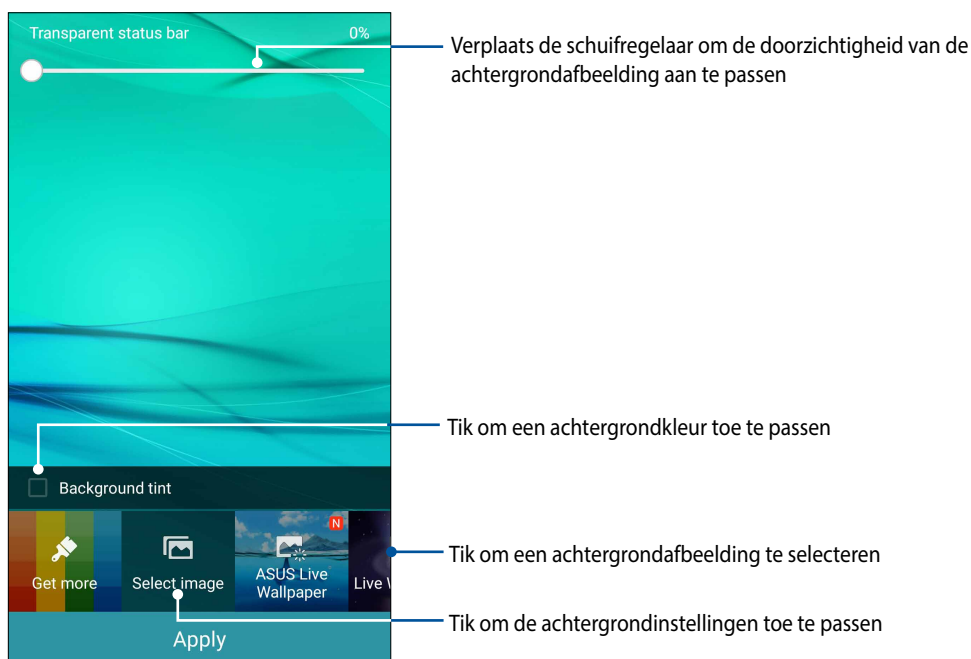 Transparent status bar 0%
Verplaats de schuifregelaar om de doorzichtigheid van de
achtergrondafbeelding aan te passen
Tik om een achtergrondkleur toe te passen
Background tint
N
Get more
Select image
ASUS Live
Wallpaper
Live
Tik om een achtergrondafbeelding te selecteren
Apply
Tik om de achtergrondinstellingen toe te passen